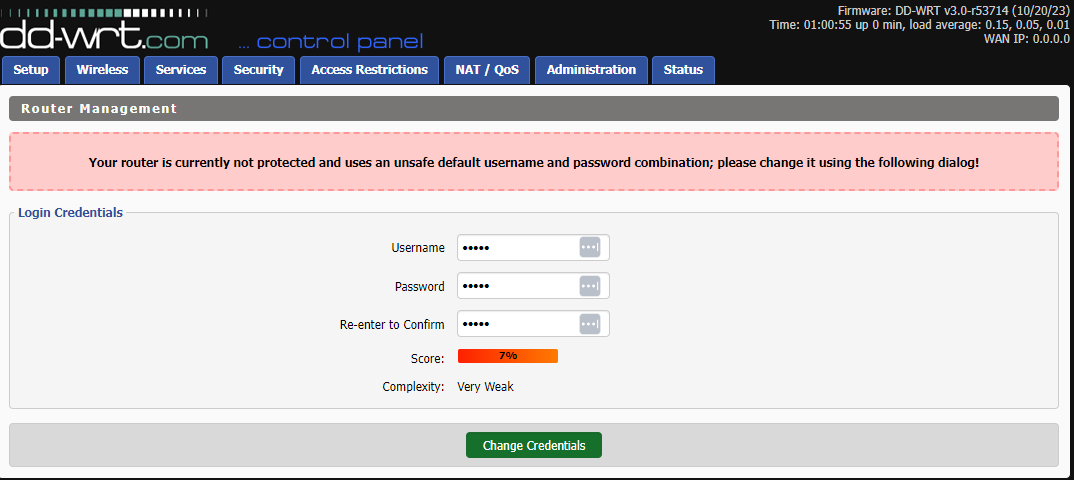 Firmware: DD-WRT v3.0-r53714 (10/20/23)
Time: 01:00:55 up 0 min, load average: 0.15, 0.05, 0.01
WAN IP: 0.0.0.0
dd-wrt.com ... control panel
Setup Wireless Services Security Access Restrictions NAT / QoS Administration Status
Router Management
Your router is currently not protected and uses an unsafe default username and password combination; please change it using the following dialog!
Login Credentials
Username •••••
Password •••••
Re-enter to Confirm •••••
Score: 7%
Complexity: Very Weak
Change Credentials